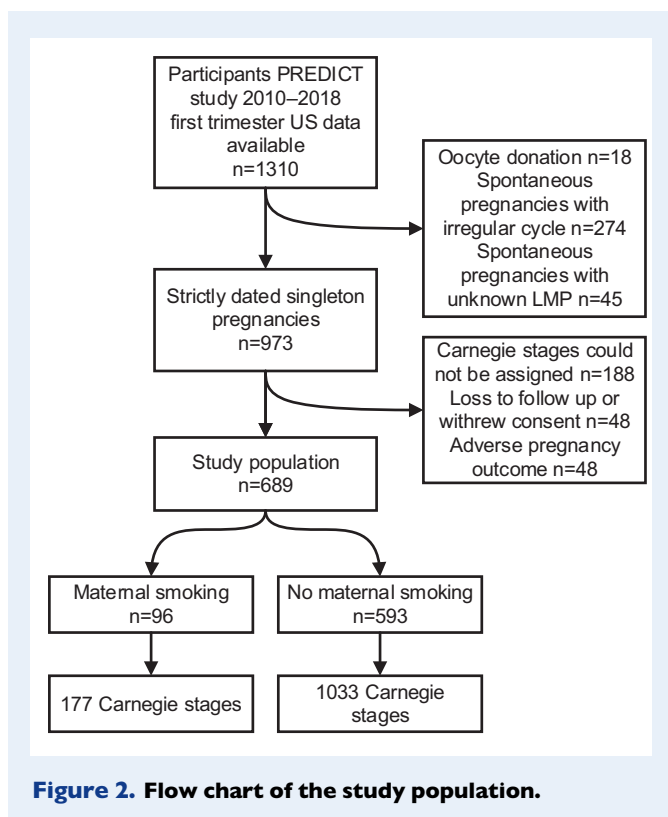 Participants PREDICT
study 2010–2018
first trimester US data
available
n=1310
Oocyte donation n=18
Spontaneous
pregnancies with
irregular cycle n=274
Spontaneous
pregnancies with
unknown LMP n=45
Strictly dated singleton
pregnancies
n=973
Carnegie stages could
not be assigned n=188
Loss to follow up or
withrew consent n=48
Adverse pregnancy
outcome n=48
Study population
n=689
Maternal smoking
n=96
No maternal smoking
n=593
177 Carnegie stages
1033 Carnegie
stages
Figure 2. Flow chart of the study population.